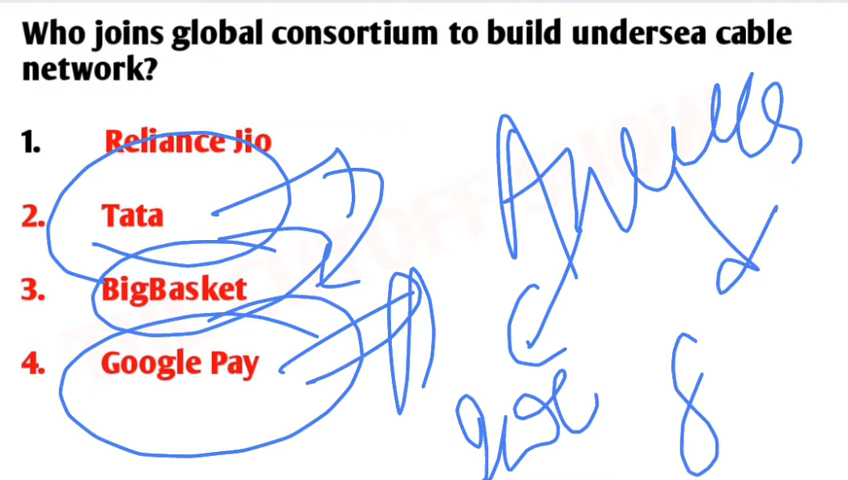 Who joins global consortium to build undersea cable
network?
1. Reliance Jio
2. Tata
3. BigBasket
4. Google Pay